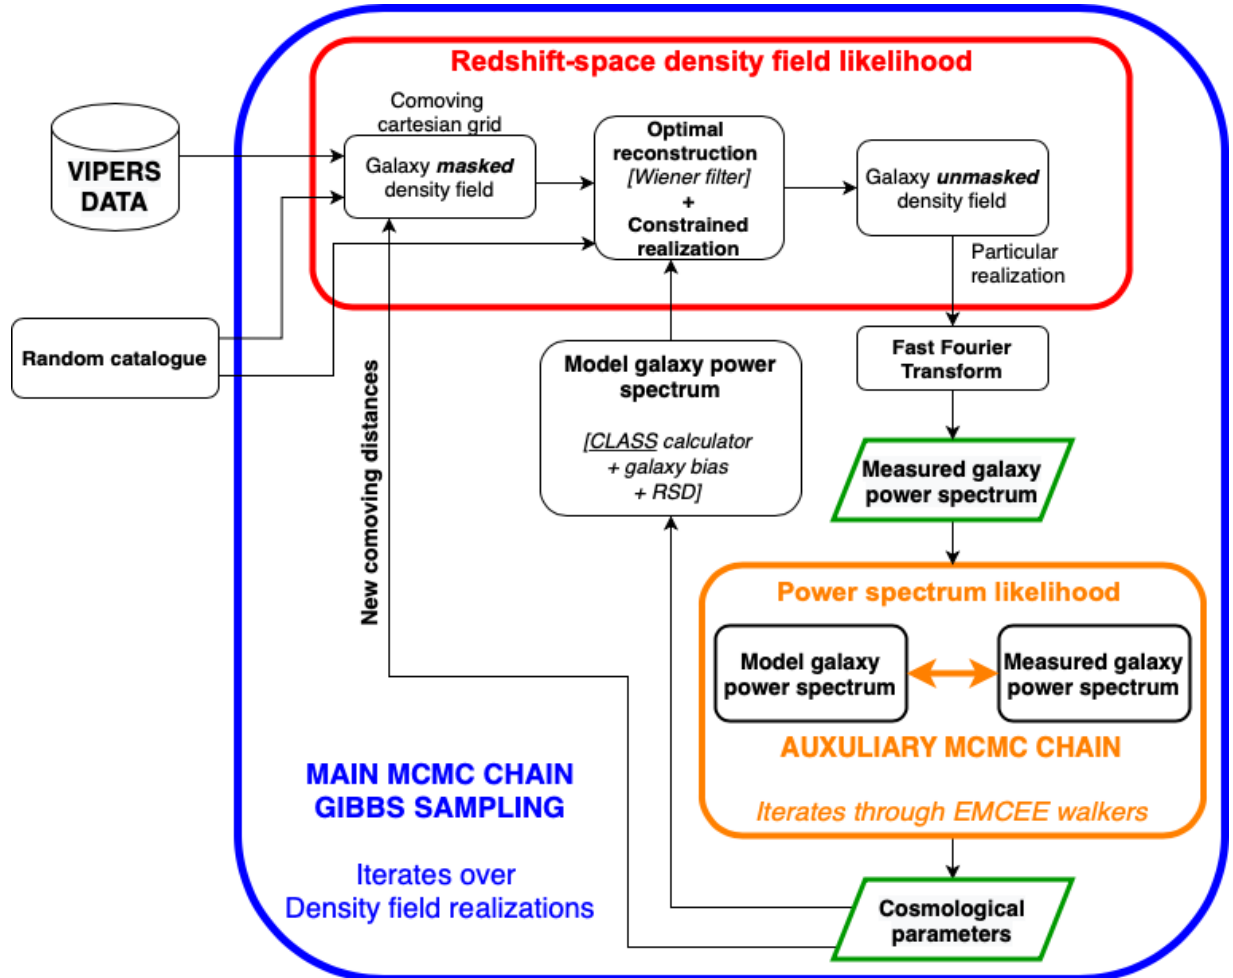 Redshift-space density field likelihood
Comoving
cartesian grid
VIPERS
DATA
Galaxy masked
density field
Optimal
reconstruction
[Wiener filter]
+
Constrained
realization
Galaxy unmasked
density field
Particular
realization
Random catalogue
Fast Fourier
Transform
New comoving distances
Model galaxy power
spectrum
[CLASS calculator
+ galaxy bias
+ RSD]
Measured galaxy
power spectrum
Power spectrum likelihood
Model galaxy
power spectrum
Measured galaxy
power spectrum
AUXULIARY MCMC CHAIN
Iterates through EMCEE walkers
MAIN MCMC CHAIN
GIBBS SAMPLING
Iterates over
Density field realizations
Cosmological
parameters